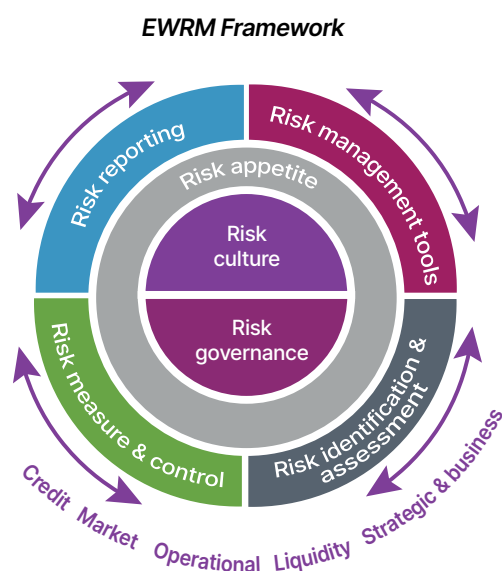 EWRM Framework
Risk reporting
Risk management tools
Risk appetite
Risk
culture
Risk
governance
Risk measure & control
Risk identification &
assessment
Credit Market Operational Liquidity Strategic & business